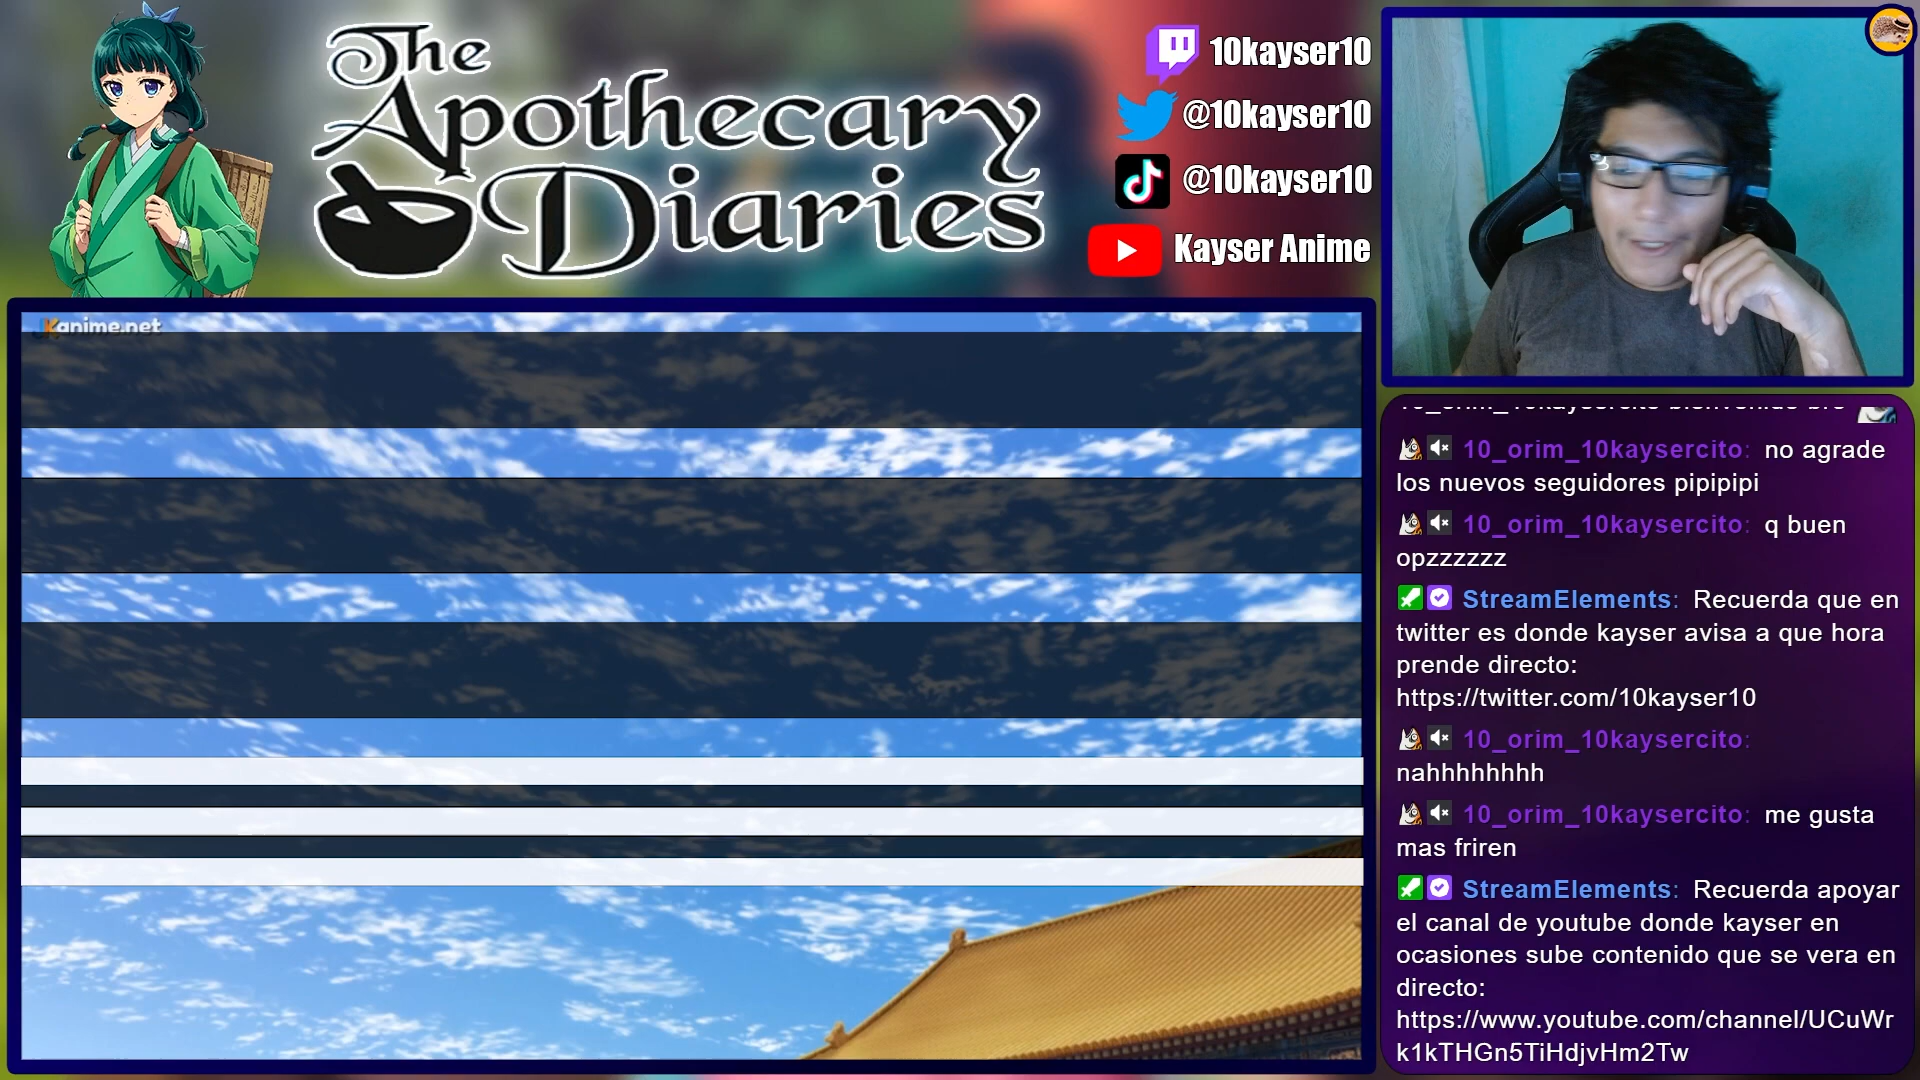 The
Apothecary
Diaries
10kayser10
@10kayser10
@10kayser10
Kayser Anime
Kanime.net
10_orim_10kaysercito bienvenido bro
10_orim_10kaysercito: no agrade
los nuevos seguidores pipipipi
10_orim_10kaysercito: q buen
opzzzzzz
StreamElements: Recuerda que en
twitter es donde kayser avisa a que hora
prende directo:
https://twitter.com/10kayser10
10_orim_10kaysercito:
nahhhhhhhh
10_orim_10kaysercito: me gusta
mas friren
StreamElements: Recuerda apoyar
el canal de youtube donde kayser en
ocasiones sube contenido que se vera en
directo:
https://www.youtube.com/channel/UCuWr
k1kTHGn5TiHdjvHm2Tw